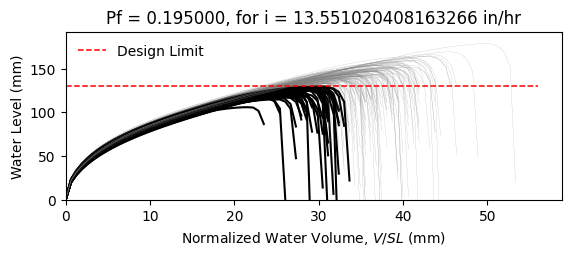 Pf = 0.195000, for i = 13.551020408163266 in/hr
Design Limit
Water Level (mm)
150
100
50
0
0 10 20 30 40 50
Normalized Water Volume, V/SL (mm)